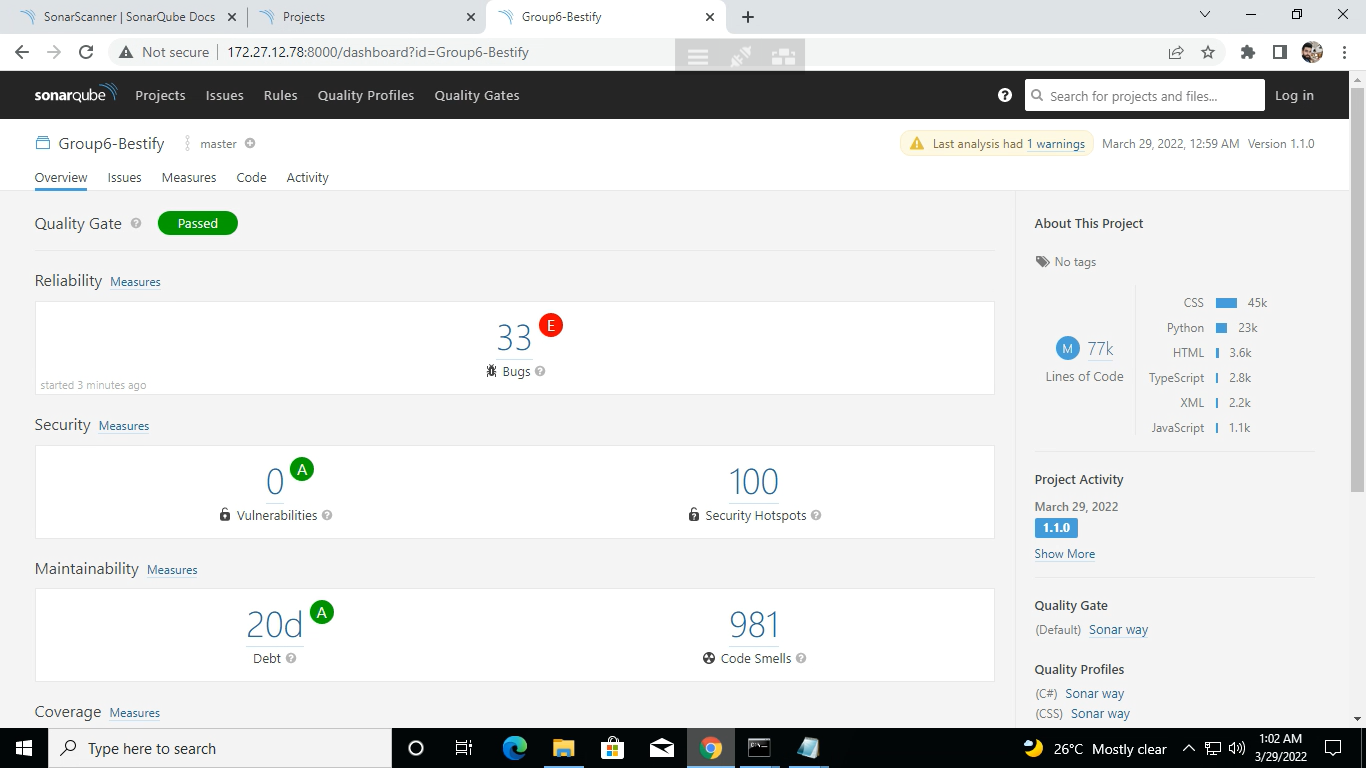 SonarScanner | SonarQube Docs
Projects
Group6-Bestify
Not secure
172.27.12.78:8000/dashboard?id=Group6-Bestify
sonarqube Projects Issues Rules Quality Profiles Quality Gates
Search for projects and files...
Log in
Group6-Bestify master
Last analysis had 1 warnings
March 29, 2022, 12:59 AM Version 1.1.0
Overview Issues Measures Code Activity
Quality Gate Passed
Reliability Measures
33 E
Bugs
started 3 minutes ago
Security Measures
0 A
Vulnerabilities
100
Security Hotspots
Maintainability Measures
20d A
Debt
981
Code Smells
Coverage Measures
About This Project
No tags
M 77k
Lines of Code
CSS 45k
Python 23k
HTML 3.6k
TypeScript 2.8k
XML 2.2k
JavaScript 1.1k
Project Activity
March 29, 2022
1.1.0
Show More
Quality Gate
(Default) Sonar way
Quality Profiles
(C#) Sonar way
(CSS) Sonar way
Type here to search
26°C Mostly clear
1:02 AM
3/29/2022